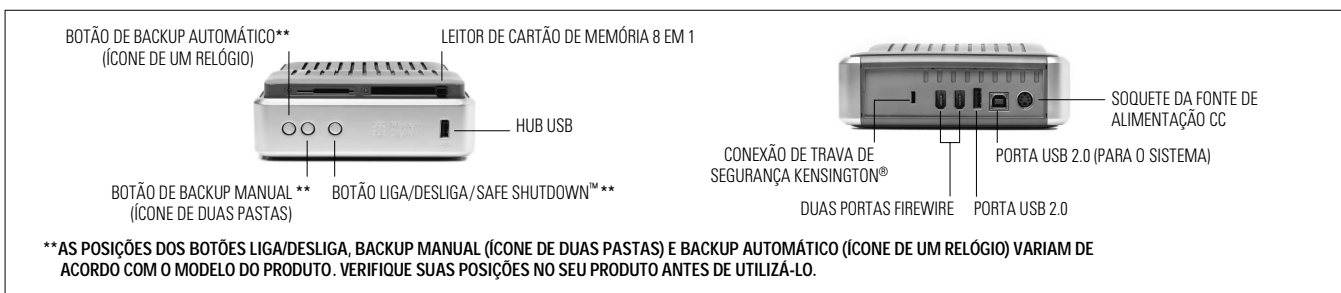 BOTÃO DE BACKUP AUTOMÁTICO**
(ÍCONE DE UM RELÓGIO)
LEITOR DE CARTÃO DE MEMÓRIA 8 EM 1
HUB USB
BOTÃO DE BACKUP MANUAL **
(ÍCONE DE DUAS PASTAS)
BOTÃO LIGA/DESLIGA/SAFE SHUTDOWN™ **
SOQUETE DA FONTE DE
ALIMENTAÇÃO CC
CONEXÃO DE TRAVA DE
SEGURANÇA KENSINGTON®
PORTA USB 2.0 (PARA O SISTEMA)
DUAS PORTAS FIREWIRE
PORTA USB 2.0
**AS POSIÇÕES DOS BOTÕES LIGA/DESLIGA, BACKUP MANUAL (ÍCONE DE DUAS PASTAS) E BACKUP AUTOMÁTICO (ÍCONE DE UM RELÓGIO) VARIAM DE
ACORDO COM O MODELO DO PRODUTO. VERIFIQUE SUAS POSIÇÕES NO SEU PRODUTO ANTES DE UTILIZÁ-LO.